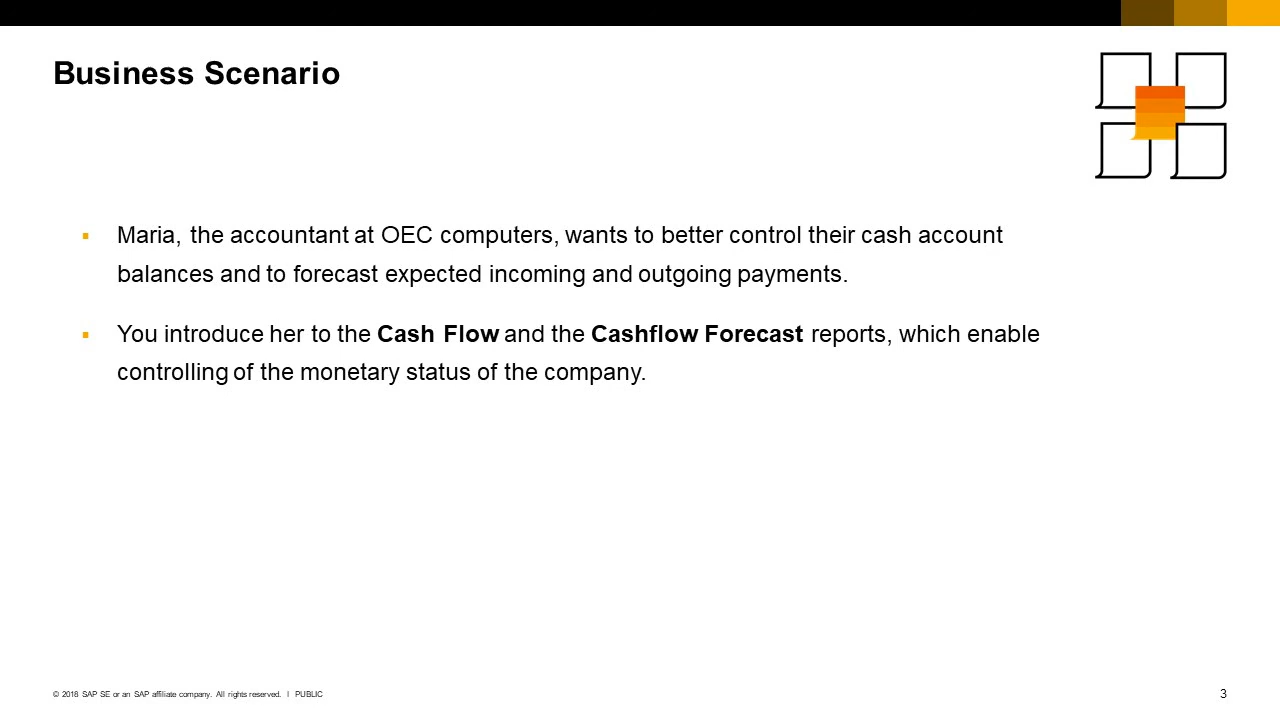 Business Scenario
▪ Maria, the accountant at OEC computers, wants to better control their cash account
balances and to forecast expected incoming and outgoing payments.
▪ You introduce her to the Cash Flow and the Cashflow Forecast reports, which enable
controlling of the monetary status of the company.
© 2018 SAP SE or an SAP affiliate company. All rights reserved. ǀ PUBLIC
3